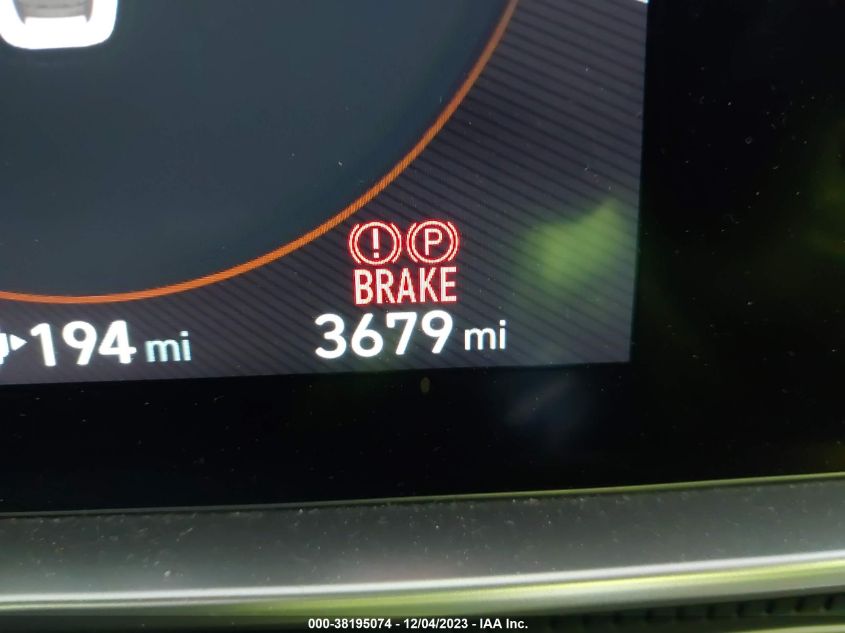 ! P
BRAKE
194 mi
3679 mi
000-38195074 - 12/04/2023 - IAA Inc.